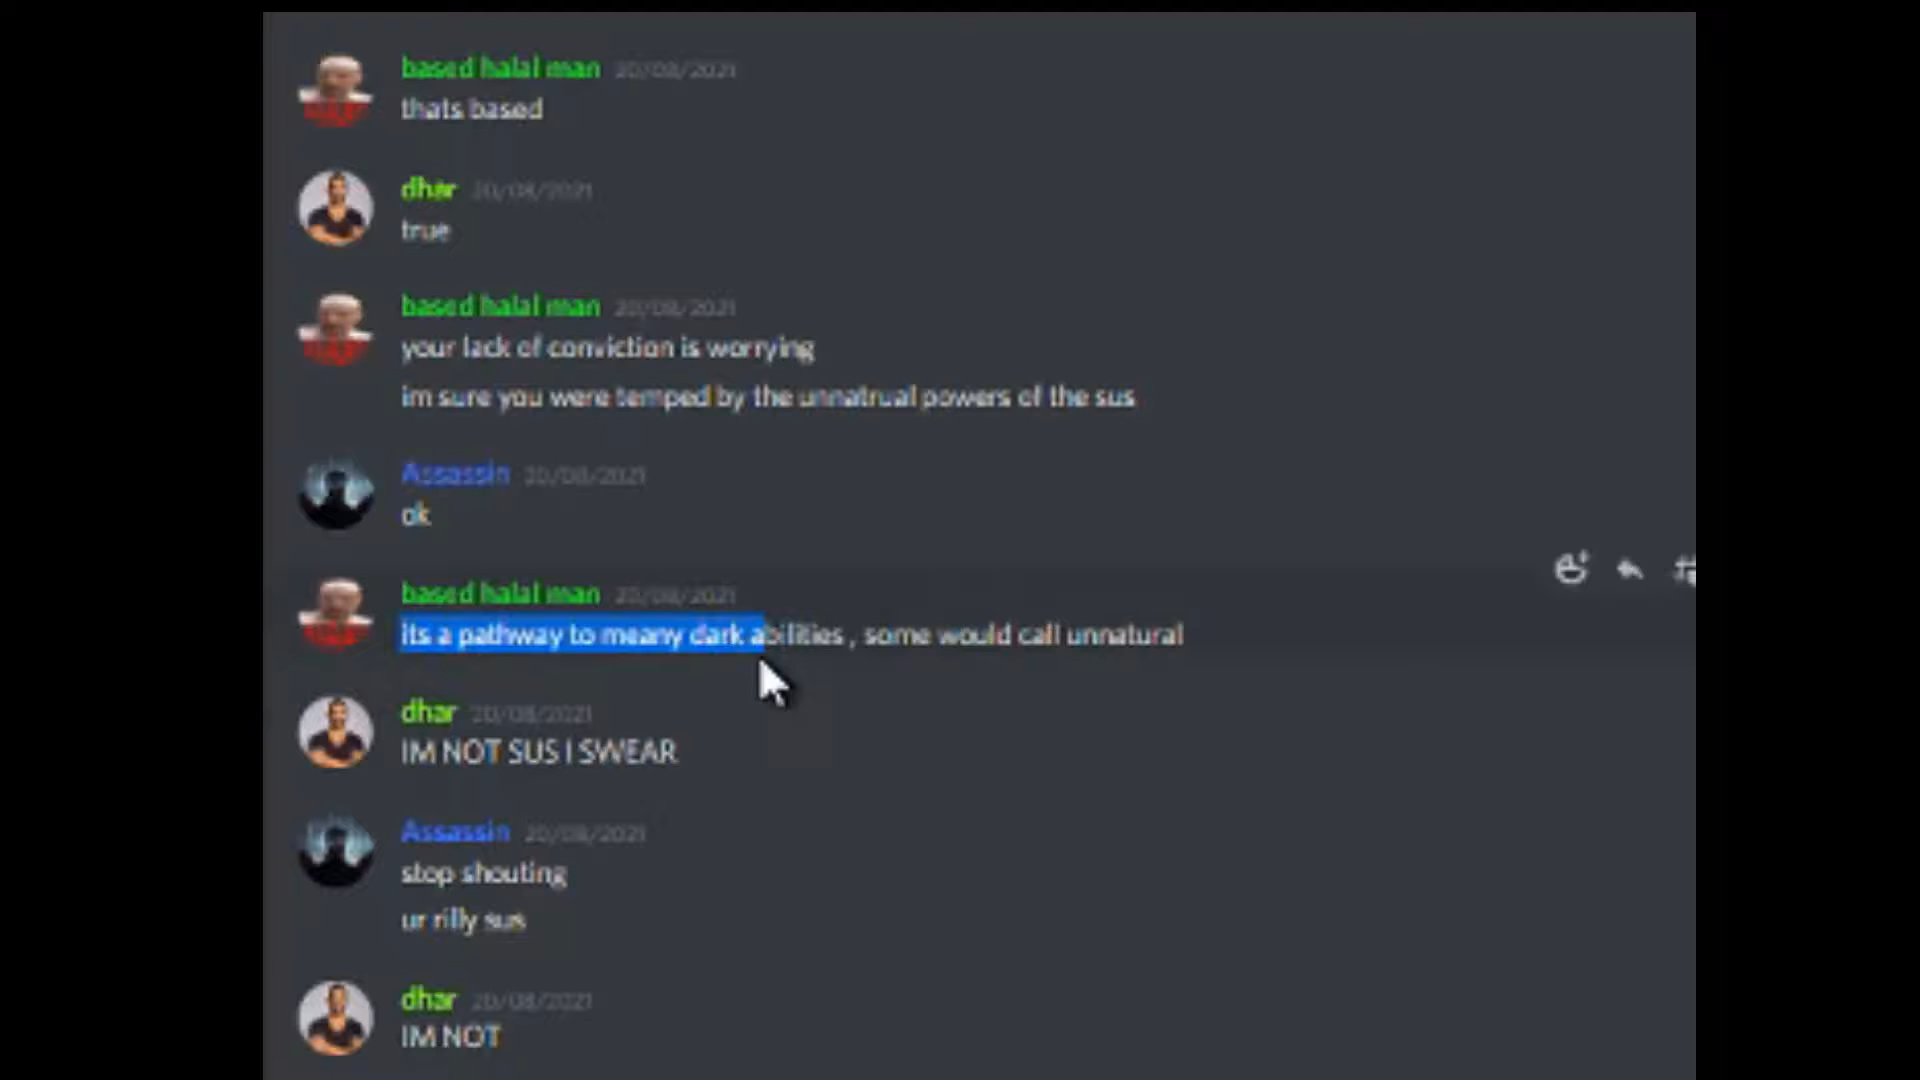 based halal man 20/08/2021
thats based
dhar 20/08/2021
true
based halal man 20/08/2021
your lack of conviction is worrying
im sure you were temped by the unnatrual powers of the sus
Assassin 20/08/2021
ok
based halal man 20/08/2021
its a pathway to meany dark abilities , some would call unnatural
dhar 20/08/2021
IM NOT SUS I SWEAR
Assassin 20/08/2021
stop shouting
ur rilly sus
dhar 20/08/2021
IM NOT